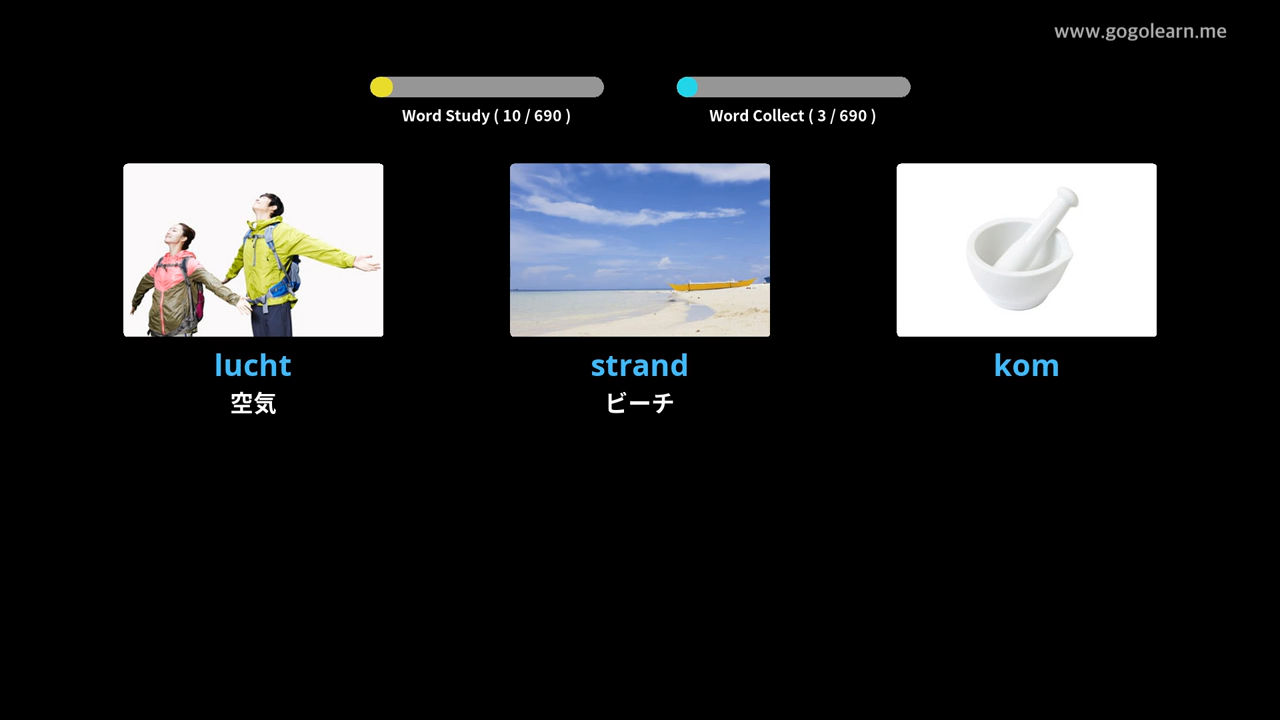 www.gogolearn.me
Word Study ( 10 / 690 )
Word Collect ( 3 / 690 )
lucht
空気
strand
ビーチ
kom